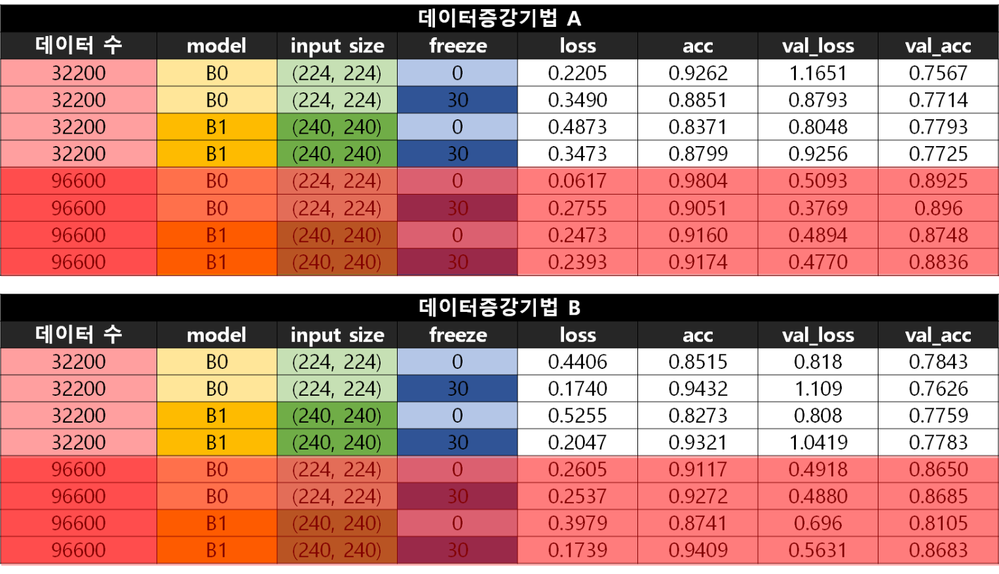 데이터증강기법 A
데이터 수 model input size freeze loss acc val_loss val_acc
32200 B0 (224, 224) 0 0.2205 0.9262 1.1651 0.7567
32200 B0 (224, 224) 30 0.3490 0.8851 0.8793 0.7714
32200 B1 (240, 240) 0 0.4873 0.8371 0.8048 0.7793
32200 B1 (240, 240) 30 0.3473 0.8799 0.9256 0.7725
96600 B0 (224, 224) 0 0.0617 0.9804 0.5093 0.8925
96600 B0 (224, 224) 30 0.2755 0.9051 0.3769 0.896
96600 B1 (240, 240) 0 0.2473 0.9160 0.4894 0.8748
96600 B1 (240, 240) 30 0.2393 0.9174 0.4770 0.8836
데이터증강기법 B
데이터 수 model input size freeze loss acc val_loss val_acc
32200 B0 (224, 224) 0 0.4406 0.8515 0.818 0.7843
32200 B0 (224, 224) 30 0.1740 0.9432 1.109 0.7626
32200 B1 (240, 240) 0 0.5255 0.8273 0.808 0.7759
32200 B1 (240, 240) 30 0.2047 0.9321 1.0419 0.7783
96600 B0 (224, 224) 0 0.2605 0.9117 0.4918 0.8650
96600 B0 (224, 224) 30 0.2537 0.9272 0.4880 0.8685
96600 B1 (240, 240) 0 0.3979 0.8741 0.696 0.8105
96600 B1 (240, 240) 30 0.1739 0.9409 0.5631 0.8683